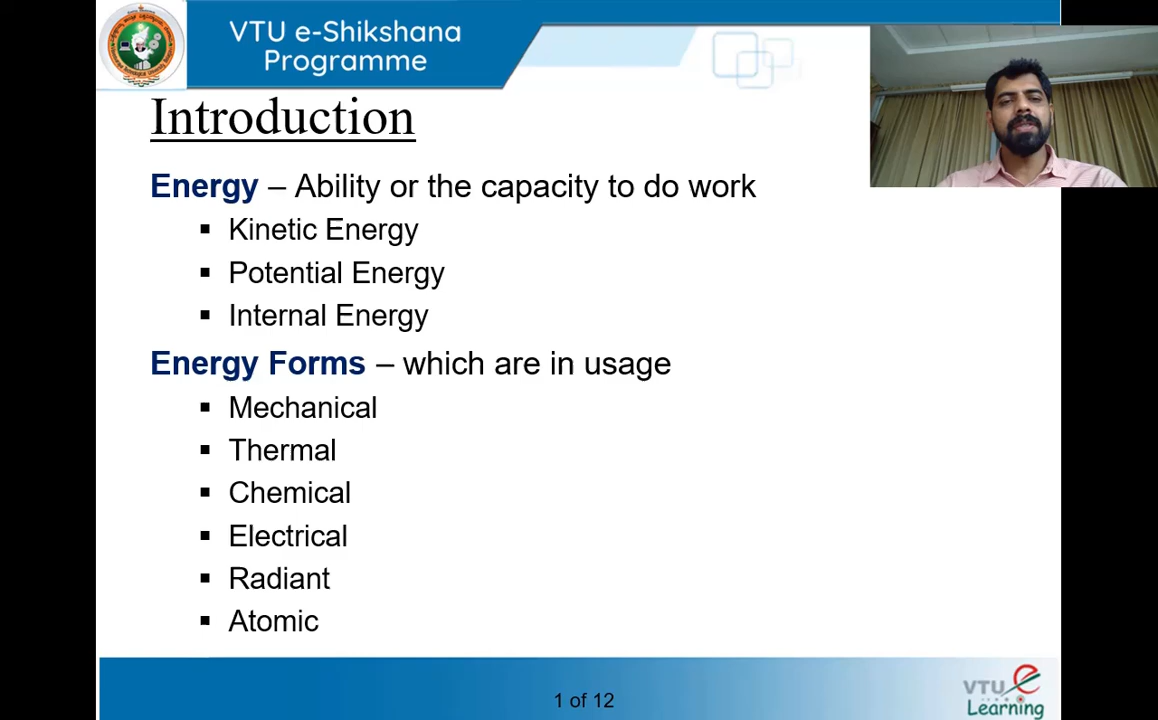 VTU e-Shikshana
Programme
Introduction
Energy – Ability or the capacity to do work
▪ Kinetic Energy
▪ Potential Energy
▪ Internal Energy
Energy Forms – which are in usage
▪ Mechanical
▪ Thermal
▪ Chemical
▪ Electrical
▪ Radiant
▪ Atomic
1 of 12
VTU e
Learning